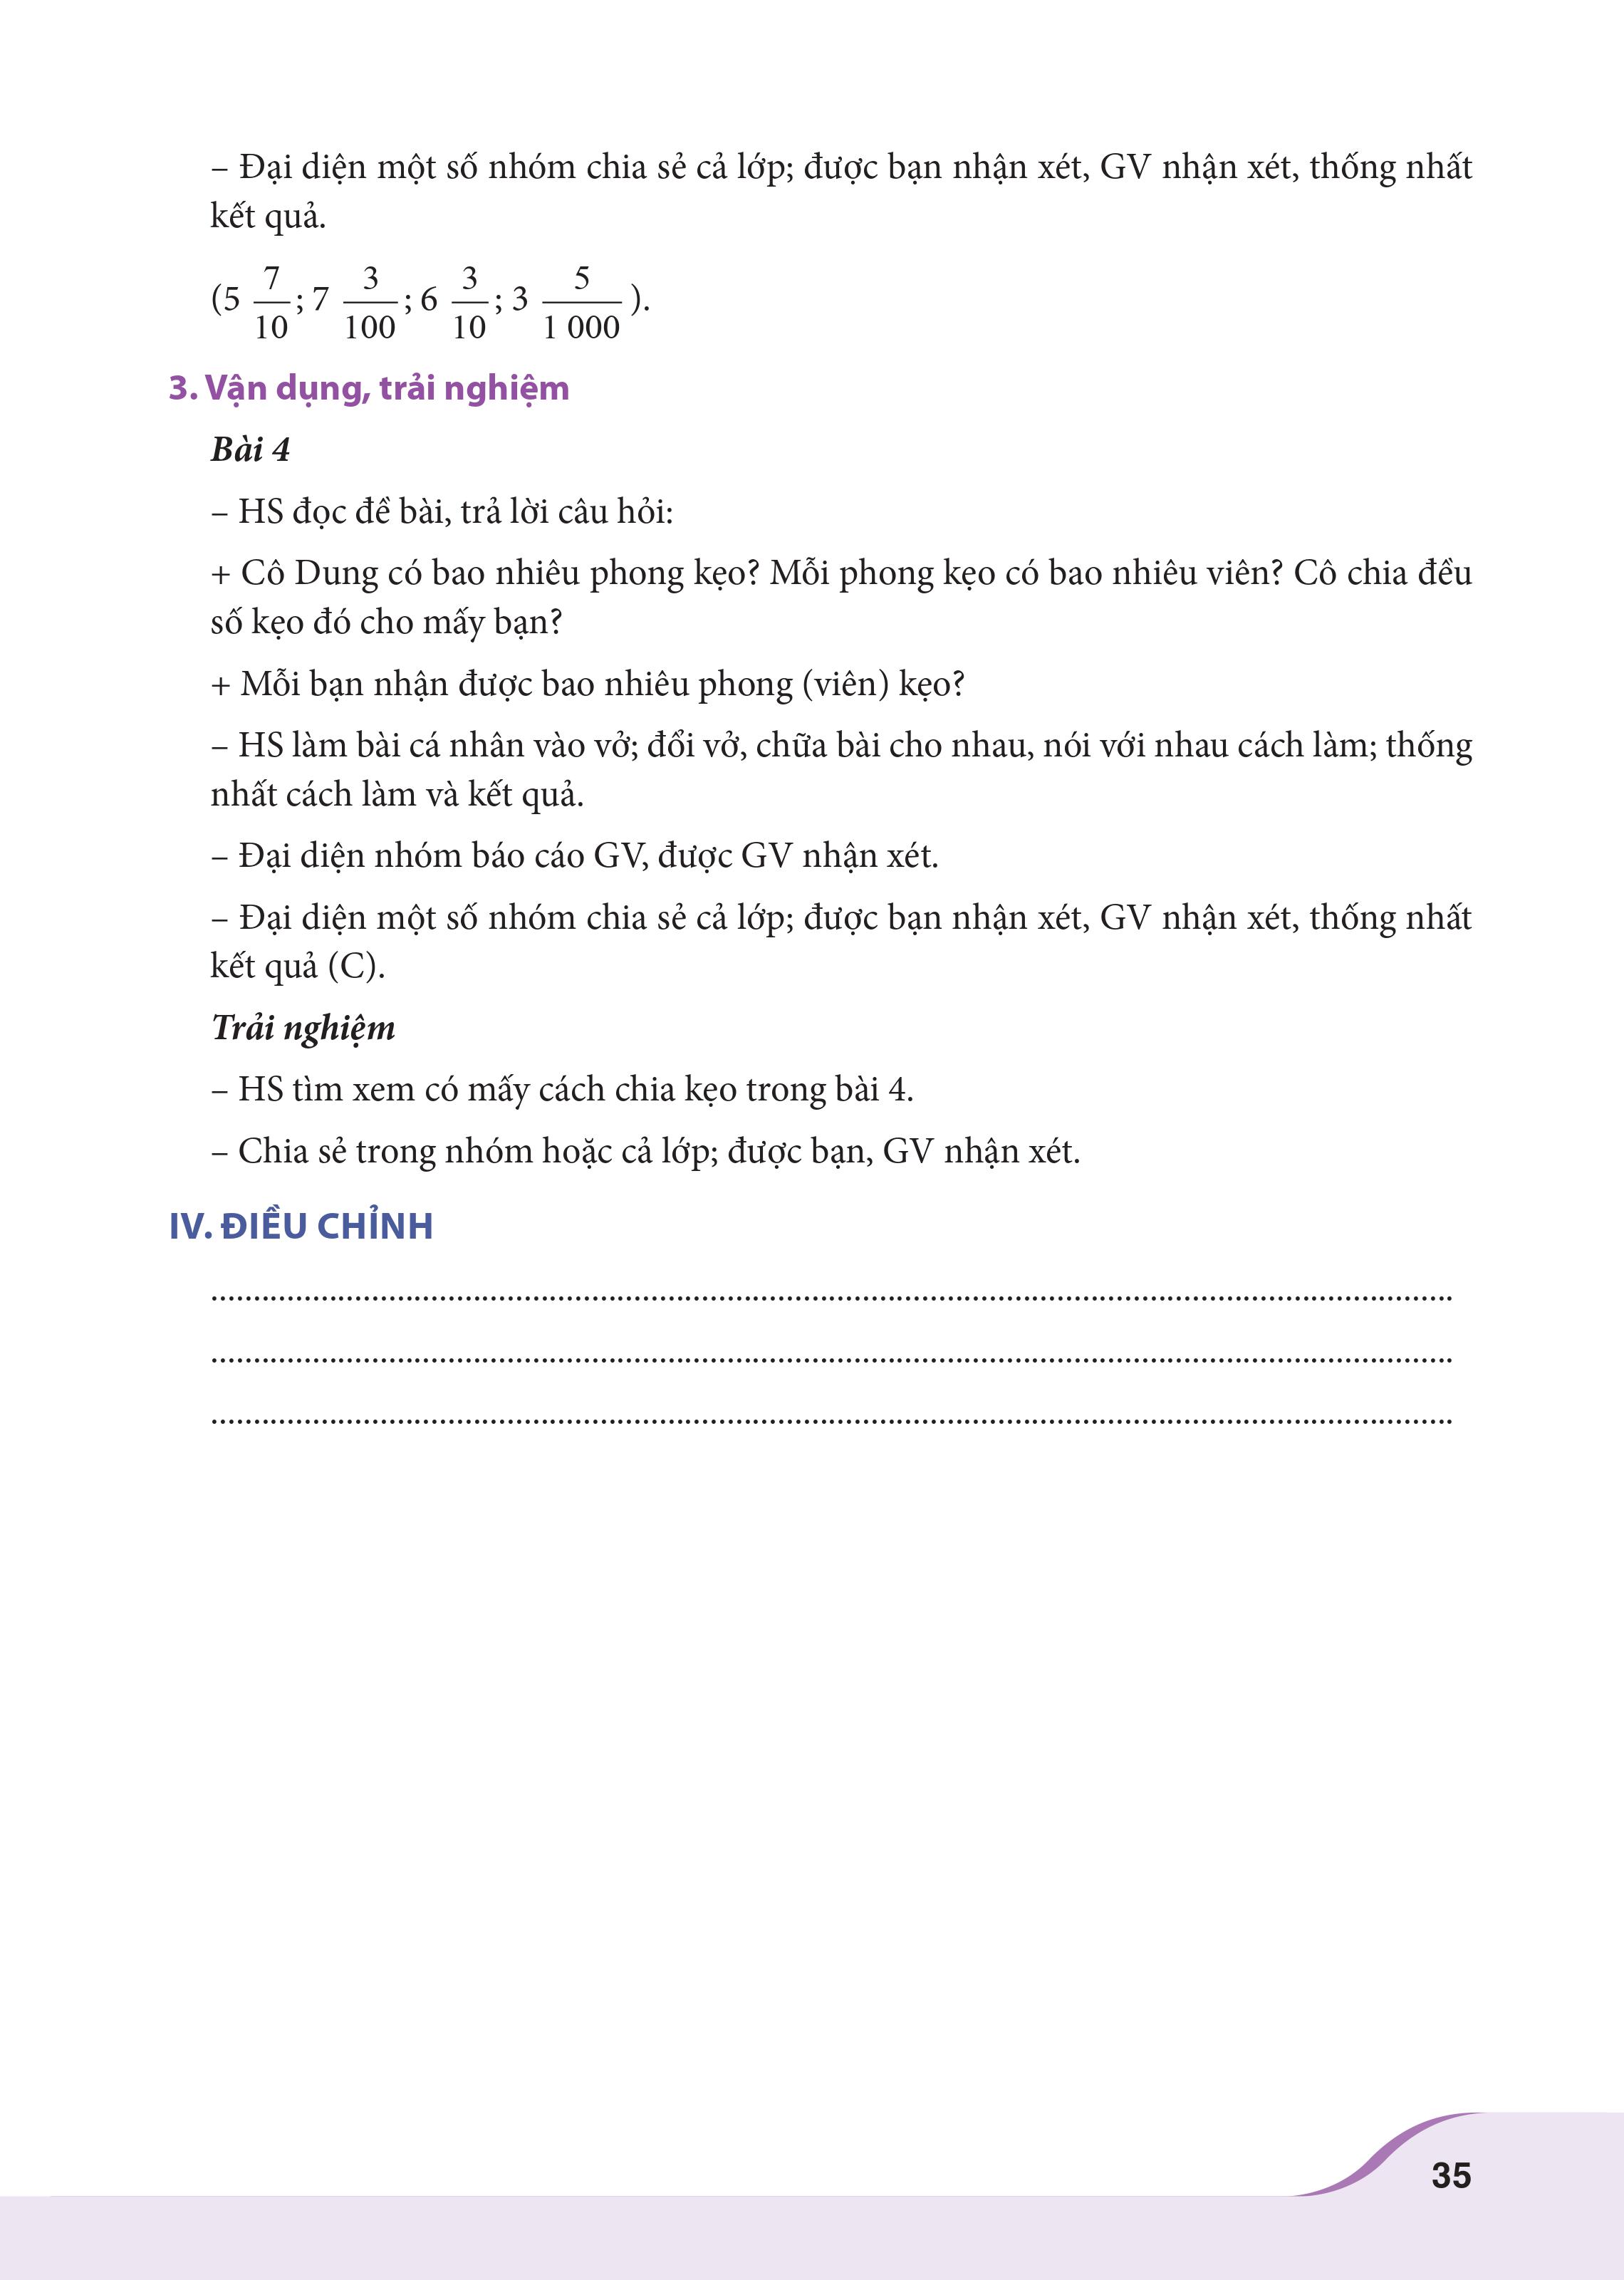 – Đại diện một số nhóm chia sẻ cả lớp; được bạn nhận xét, GV nhận xét, thống nhất
kết quả.
(5 7/10; 7 3/100; 6 3/10; 3 5/1 000).
3. Vận dụng, trải nghiệm
Bài 4
– HS đọc đề bài, trả lời câu hỏi:
+ Cô Dung có bao nhiêu phong kẹo? Mỗi phong kẹo có bao nhiêu viên? Cô chia đều
số kẹo đó cho mấy bạn?
+ Mỗi bạn nhận được bao nhiêu phong (viên) kẹo?
– HS làm bài cá nhân vào vở; đổi vở, chữa bài cho nhau, nói với nhau cách làm; thống
nhất cách làm và kết quả.
– Đại diện nhóm báo cáo GV, được GV nhận xét.
– Đại diện một số nhóm chia sẻ cả lớp; được bạn nhận xét, GV nhận xét, thống nhất
kết quả (C).
Trải nghiệm
– HS tìm xem có mấy cách chia kẹo trong bài 4.
– Chia sẻ trong nhóm hoặc cả lớp; được bạn, GV nhận xét.
IV. ĐIỀU CHỈNH
35